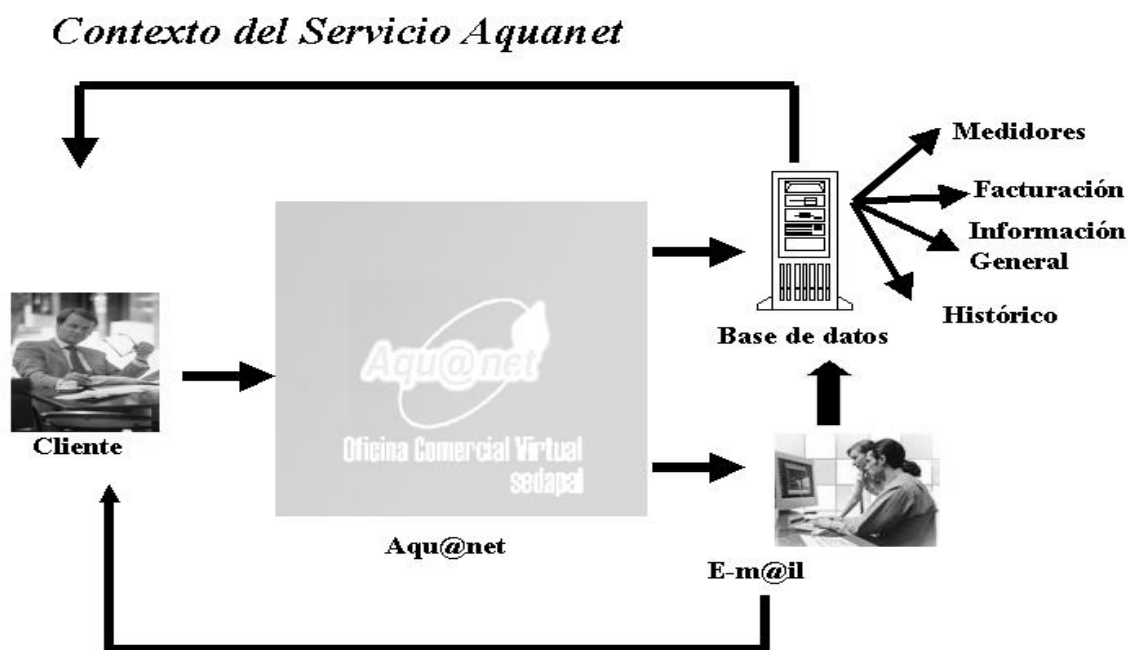 Contexto del Servicio Aquanet
Medidores
Facturación
Información
General
Histórico
Base de datos
Cliente
Aqu@net
Oficina Comercial Virtual
sedapal
Aqu@net
E-m@il